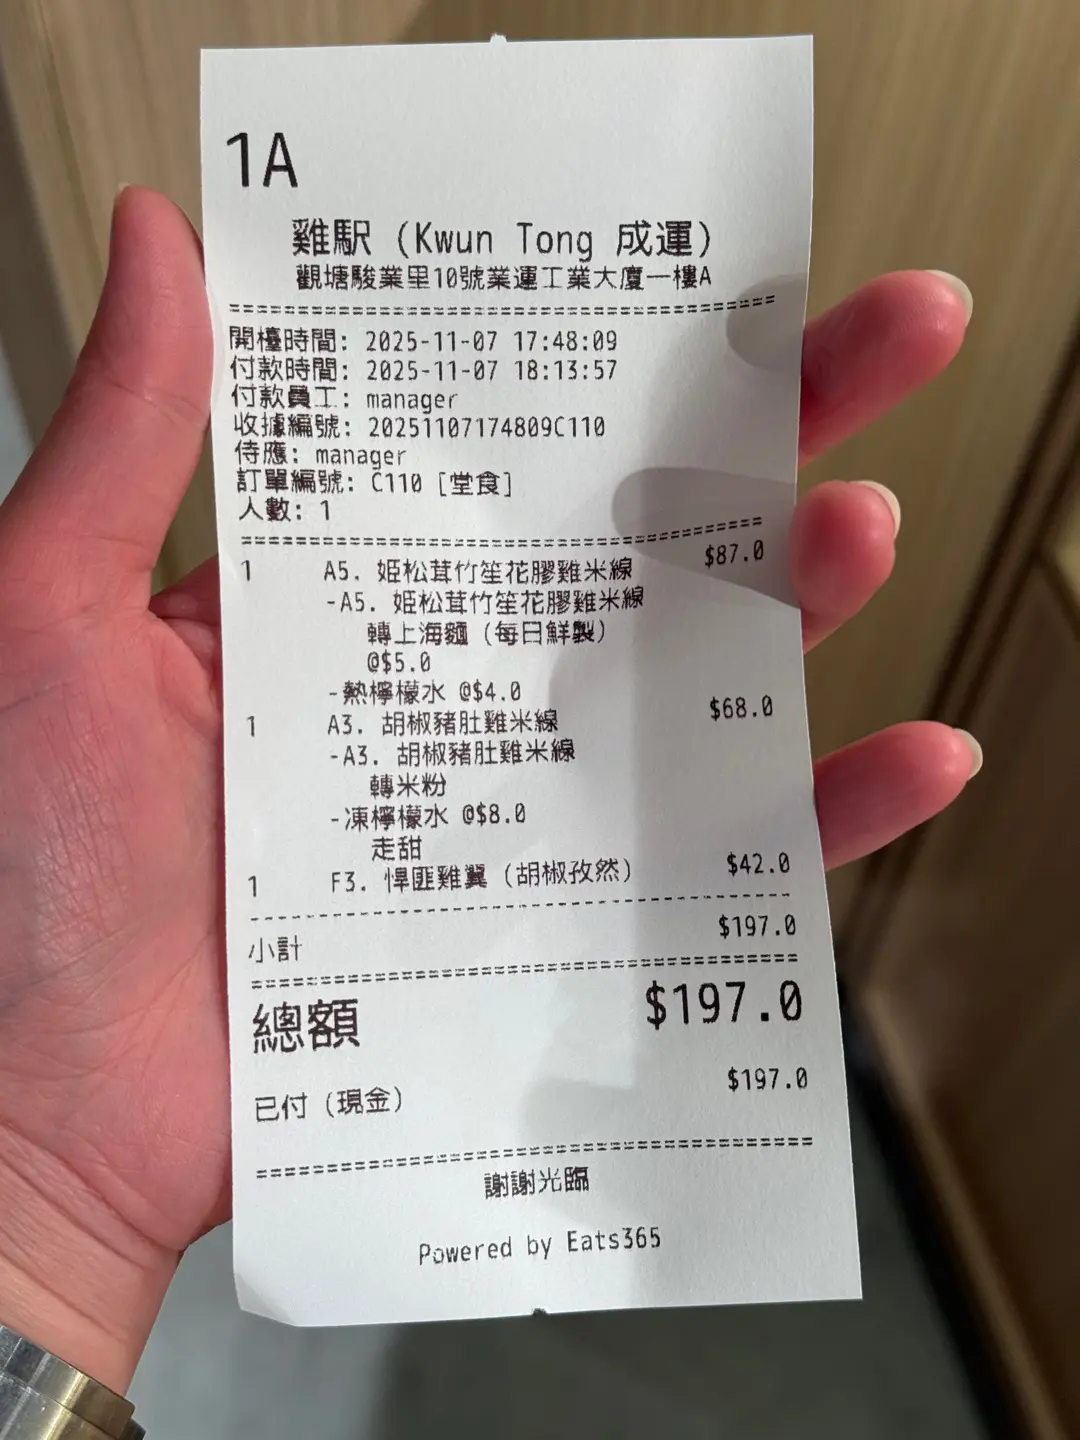 1A
雞駅 (Kwun Tong 成運)
觀塘駿業里10號業運工業大廈一樓A
開檯時間: 2025-11-07 17:48:09
付款時間: 2025-11-07 18:13:57
付款員工: manager
收據編號: 20251107174809C110
侍應: manager
訂單編號: C110 [堂食]
人數: 1
1 A5. 姬松茸竹笙花膠雞米線 $87.0
-A5. 姬松茸竹笙花膠雞米線
轉上海麵 (每日鮮製)
@$5.0
-熱檸檬水 @$4.0
1 A3. 胡椒豬肚雞米線 $68.0
-A3. 胡椒豬肚雞米線
轉米粉
-凍檸檬水 @$8.0
走甜
1 F3. 悍匪雞翼 (胡椒孜然) $42.0
小計 $197.0
總額 $197.0
已付 (現金) $197.0
謝謝光臨
Powered by Eats365